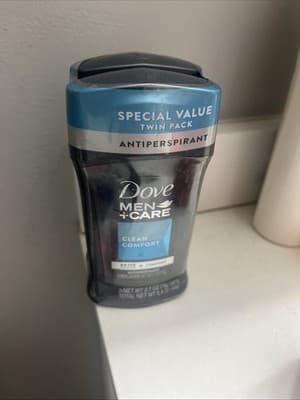 SPECIAL VALUE
TWIN PACK
ANTIPERSPIRANT
Dove
MEN
+CARE
CLEAN
COMFORT